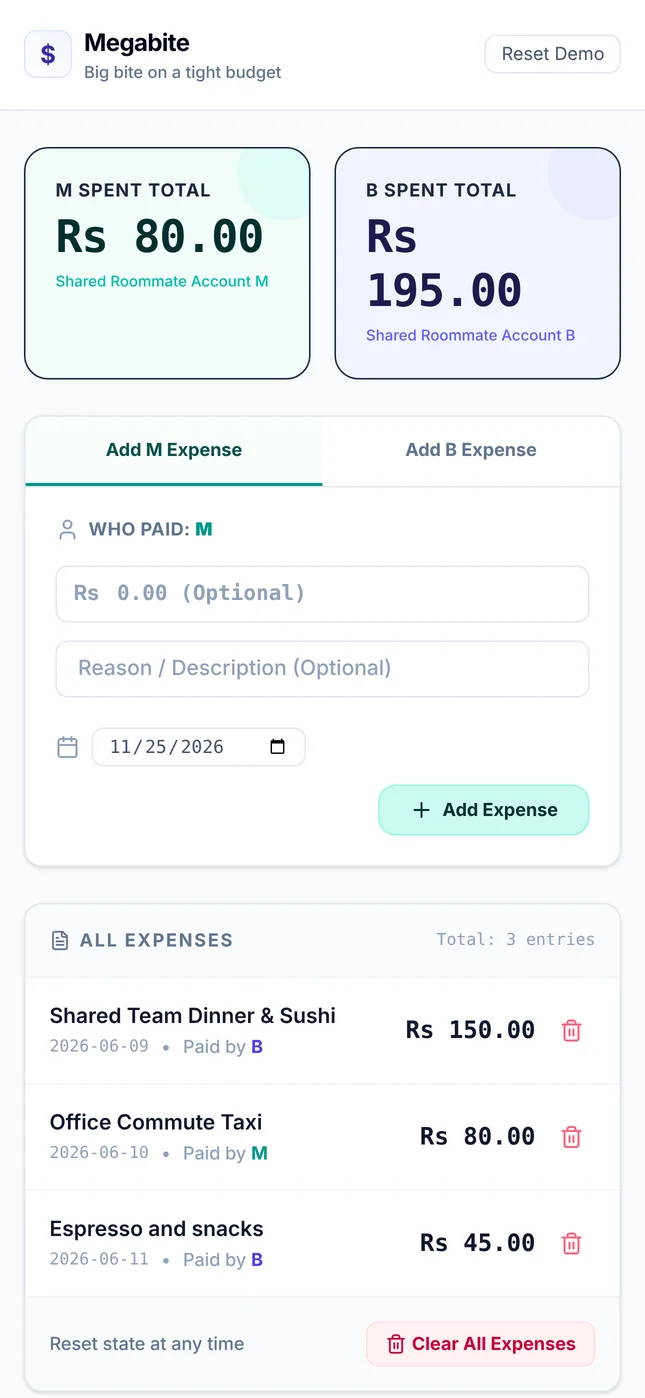 $
Megabite
Big bite on a tight budget
Reset Demo
M SPENT TOTAL
Rs 80.00
Shared Roommate Account M
B SPENT TOTAL
Rs
195.00
Shared Roommate Account B
Add M Expense
Add B Expense
WHO PAID: M
Rs 0.00 (Optional)
Reason / Description (Optional)
11/25/2026
+ Add Expense
ALL EXPENSES
Total: 3 entries
Shared Team Dinner & Sushi
2026-06-09 • Paid by B
Rs 150.00
Office Commute Taxi
2026-06-10 • Paid by M
Rs 80.00
Espresso and snacks
2026-06-11 • Paid by B
Rs 45.00
Reset state at any time
Clear All Expenses